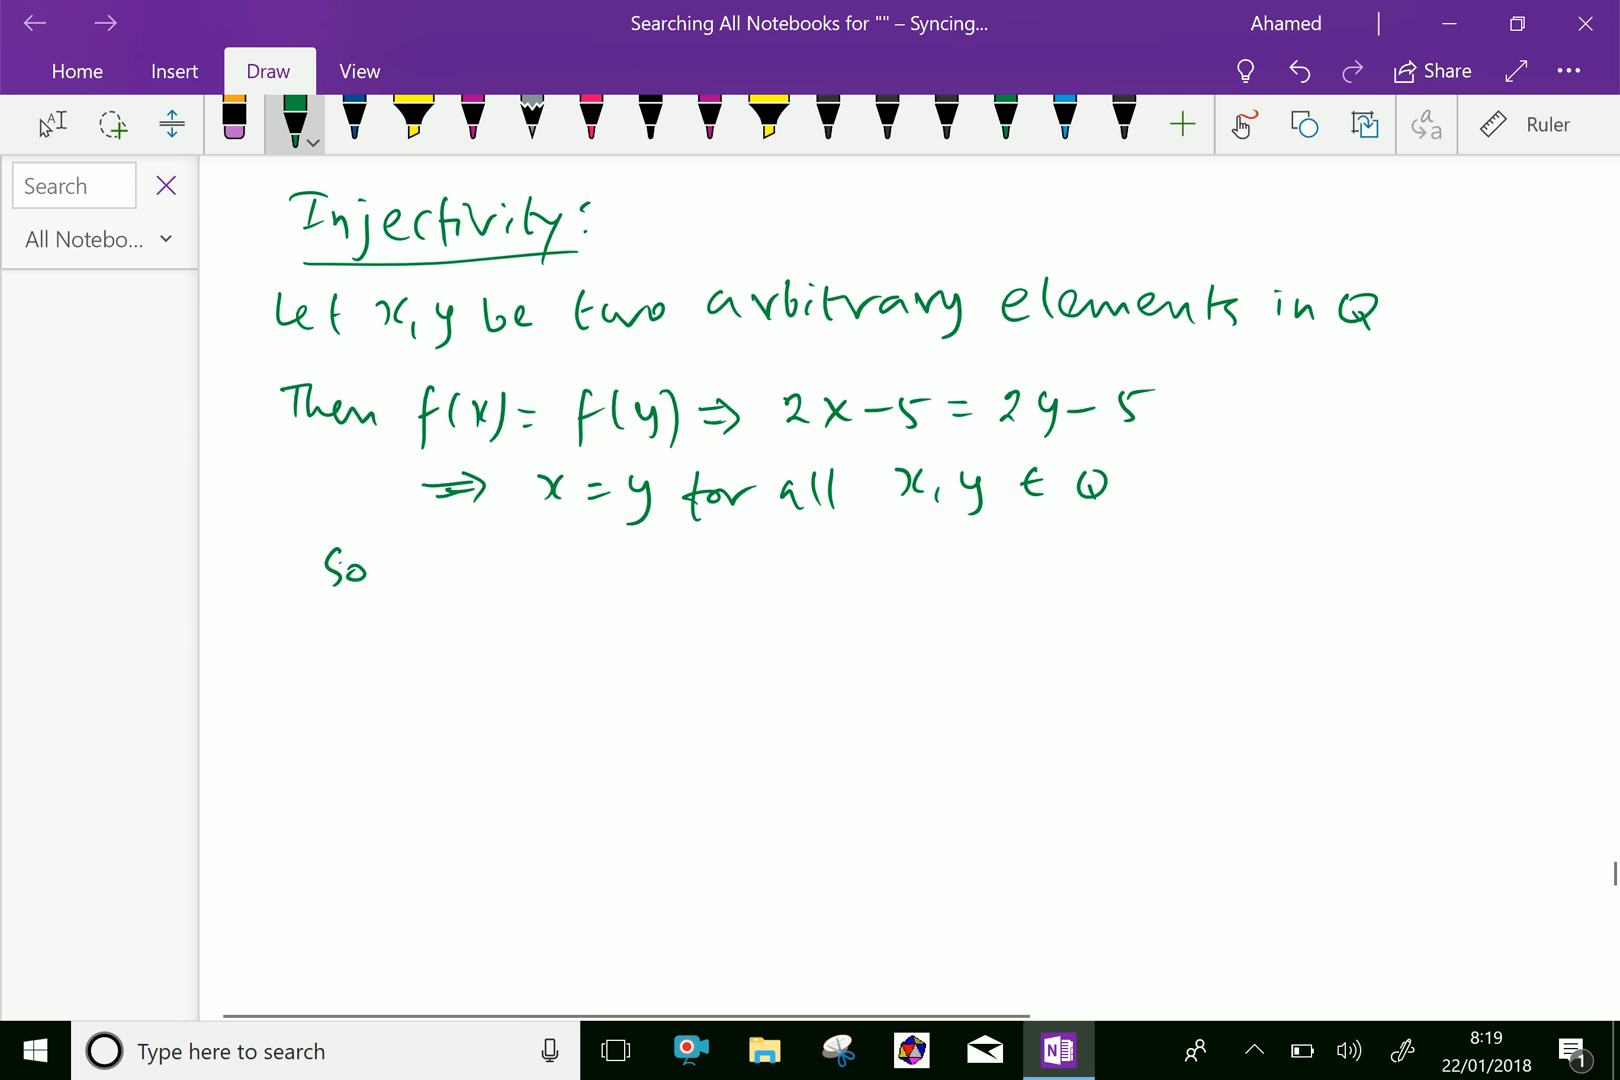 Searching All Notebooks for "" – Syncing...
Ahamed
Home Insert Draw View
Share
Ruler
Search
All Notebo...
Injectivity:
Let x, y be two arbitrary elements in Q
Then f(x) = f(y) ⇒ 2x – 5 = 2y – 5
⇒ x = y for all x, y ∈ Q
So
Type here to search
8:19
22/01/2018
1